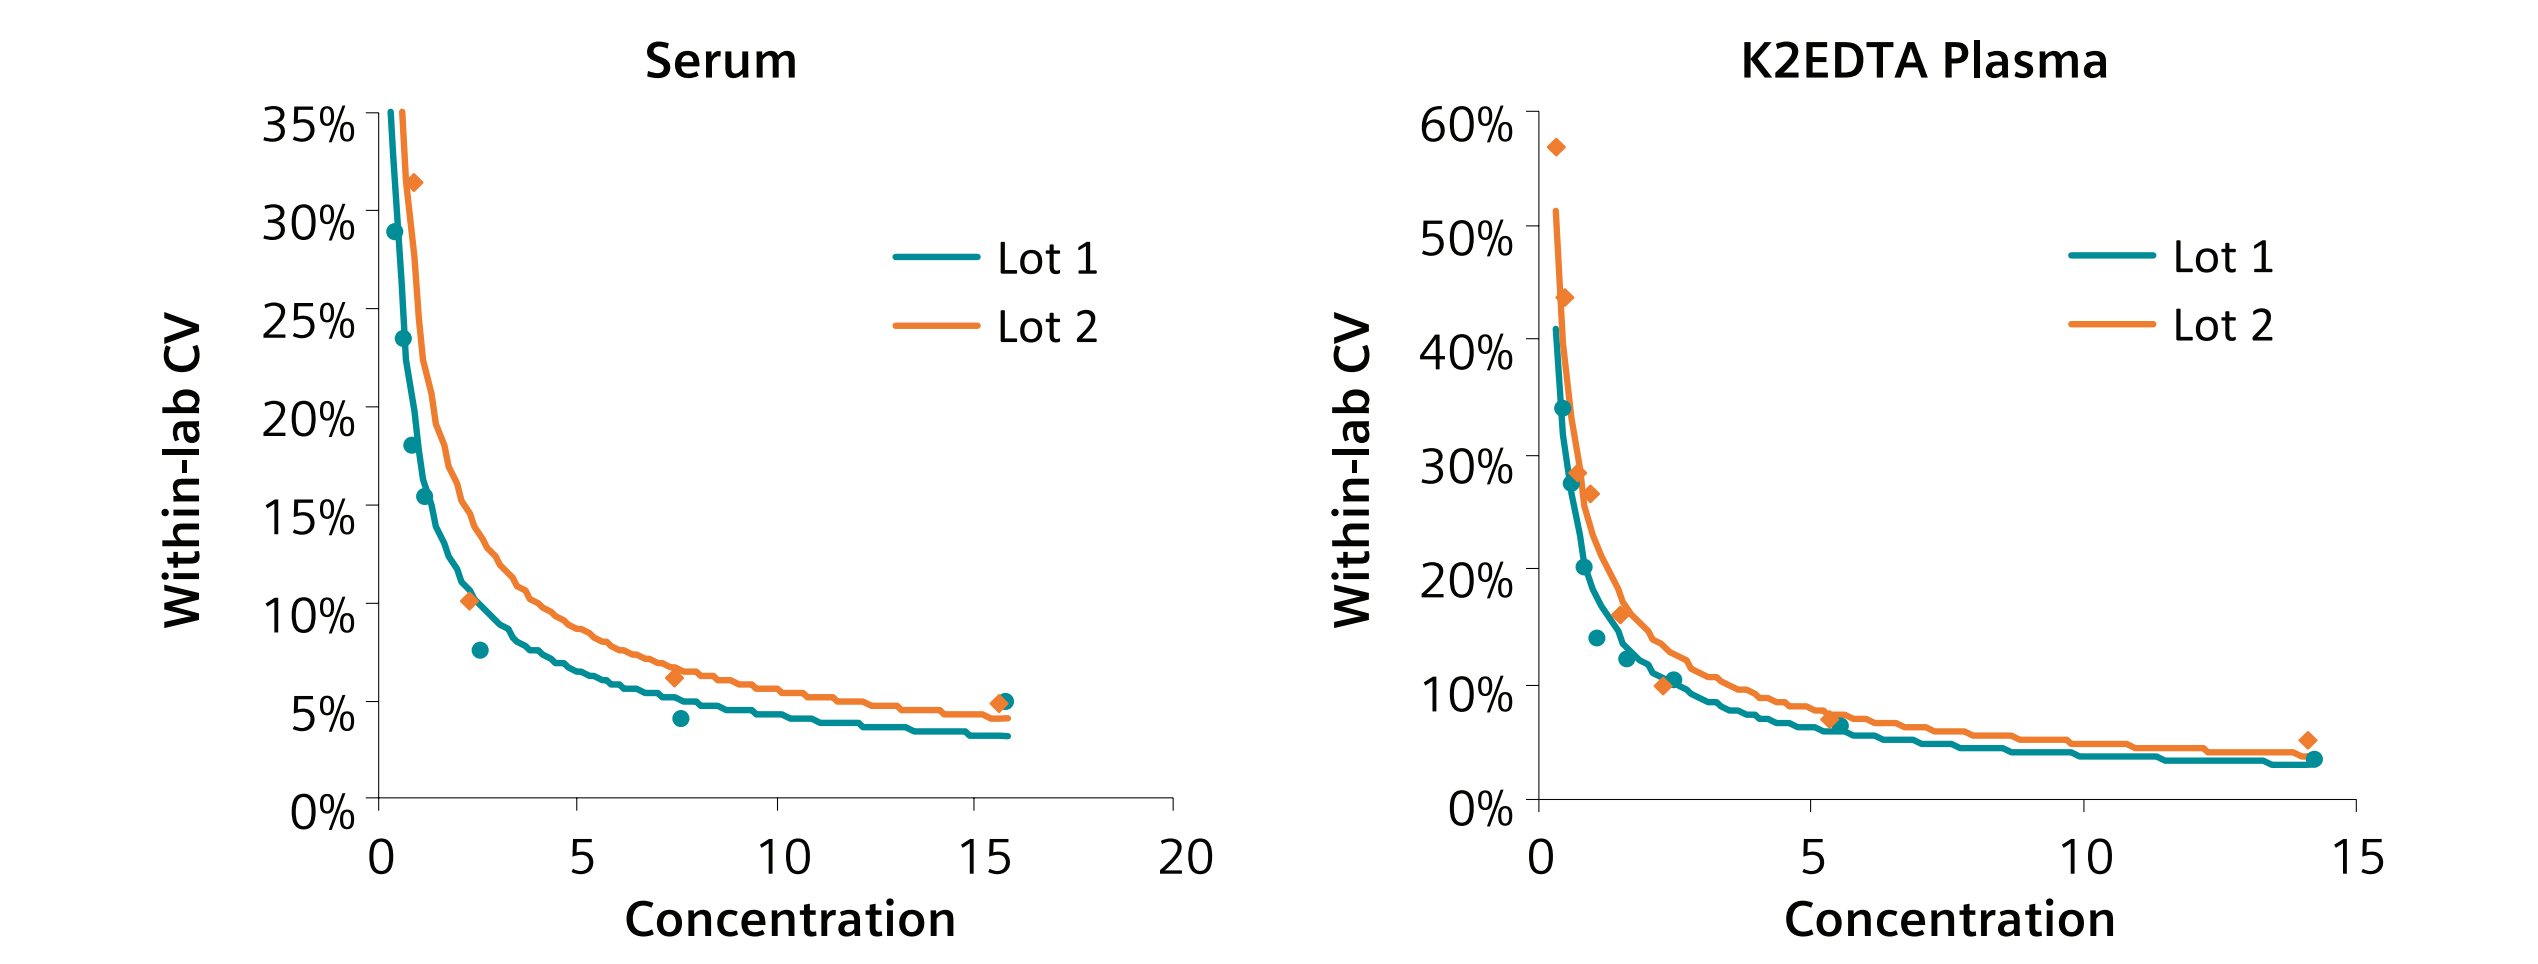 Serum
35%
30%
25%
20%
15%
10%
5%
0%
Within-lab CV
Lot 1
Lot 2
0 5 10 15 20
Concentration
K2EDTA Plasma
60%
50%
40%
30%
20%
10%
0%
Within-lab CV
Lot 1
Lot 2
0 5 10 15
Concentration